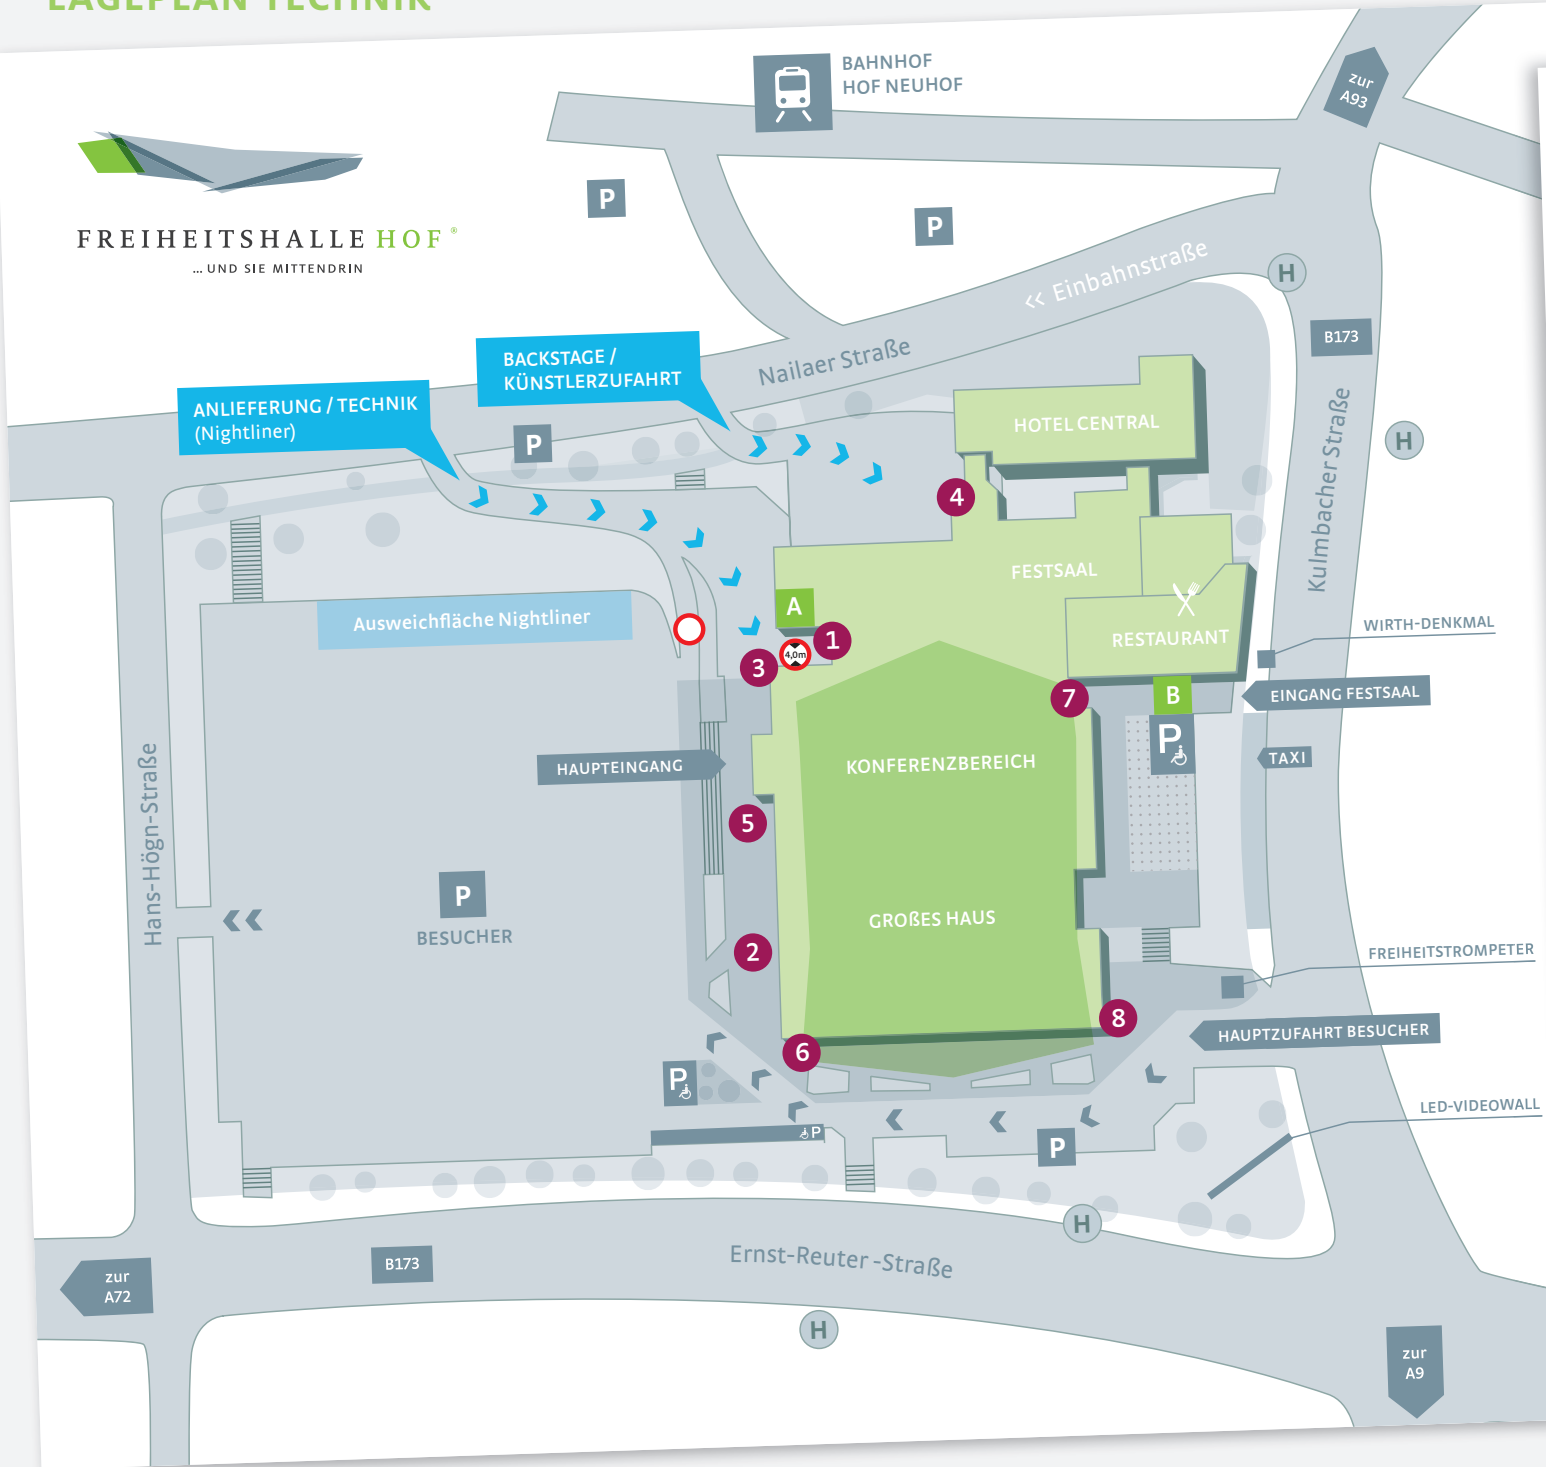 LAGEPLAN TECHNIK
BAHNHOF
HOF NEUHOF
zur
A93
P
P
FREIHEITSHALLE HOF ®
... UND SIE MITTENDRIN
<< Einbahnstraße
H
B173
Nailaer Straße
BACKSTAGE /
KÜNSTLERZUFAHRT
ANLIEFERUNG / TECHNIK
(Nightliner)
P
HOTEL CENTRAL
H
Kulmbacher Straße
4
FESTSAAL
A
Ausweichfläche Nightliner
1
4,0m
3
RESTAURANT
WIRTH-DENKMAL
7
B
EINGANG FESTSAAL
P
TAXI
HAUPTEINGANG
KONFERENZBEREICH
5
Hans-Högn-Straße
P
BESUCHER
GROßES HAUS
2
FREIHEITSTROMPETER
8
HAUPTZUFAHRT BESUCHER
6
P
P
LED-VIDEOWALL
P
H
B173
Ernst-Reuter -Straße
zur
A72
H
zur
A9